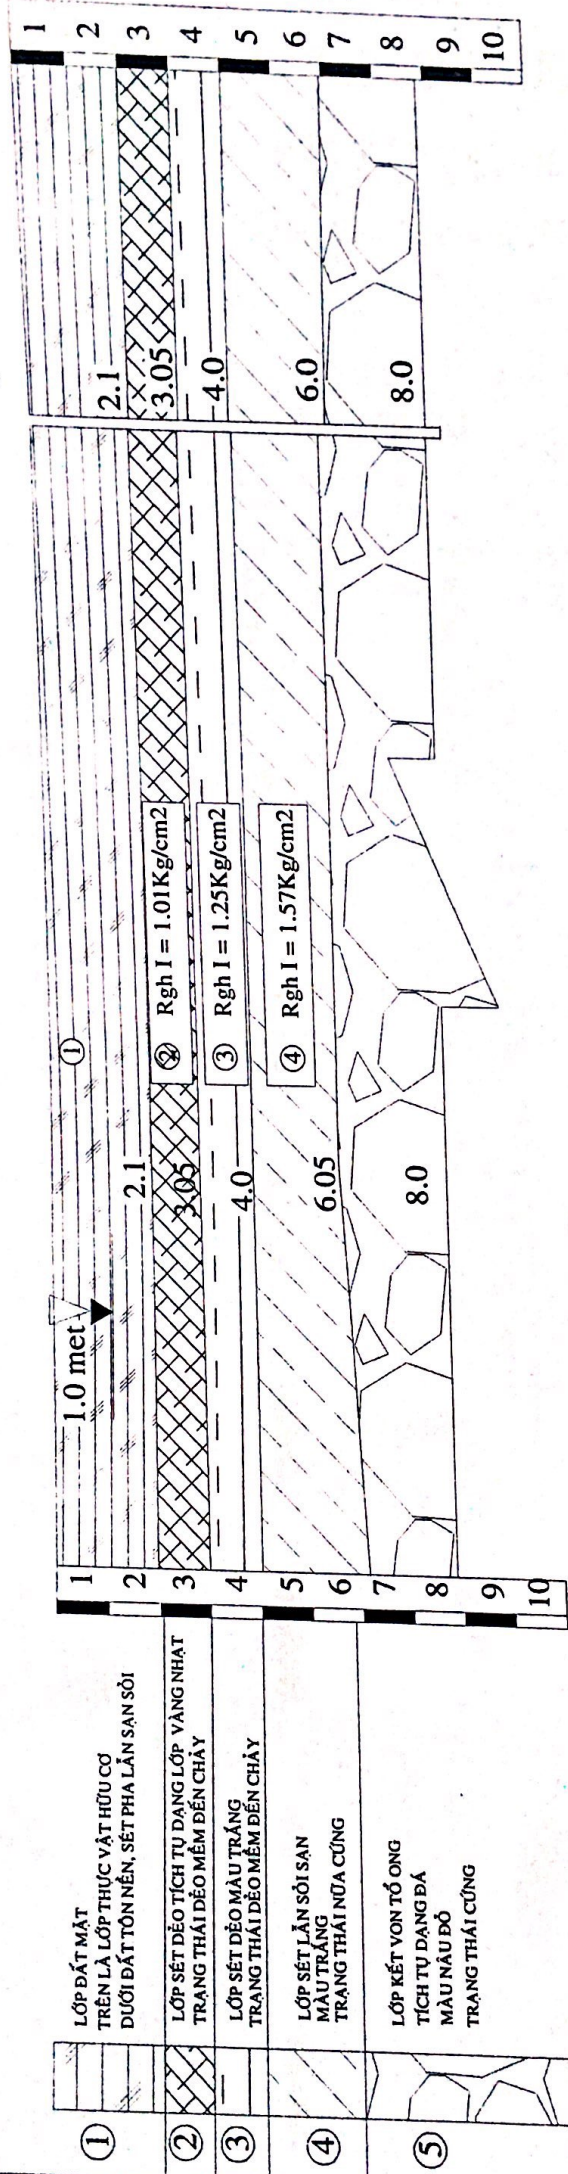 ①
LỚP ĐẤT MẶT
TRÊN LÀ LỚP THỰC VẬT HỮU CƠ
DƯỚI ĐẤT TÔN NỀN, SÉT PHA LẪN SẠN SỎI
②
LỚP SÉT DẺO TÍCH TỤ DẠNG LỚP VÀNG NHẠT
TRẠNG THÁI DẺO MỀM ĐẾN CHẢY
③
LỚP SÉT DẺO MÀU TRẮNG
TRẠNG THÁI DẺO MỀM ĐẾN CHẢY
④
LỚP SÉT LẪN SỎI SẠN
MÀU TRẮNG
TRẠNG THÁI NỮA CỨNG
⑤
LỚP KẾT VON TỔ ONG
TÍCH TỤ DẠNG ĐÁ
MÀU NÂU ĐỎ
TRẠNG THÁI CỨNG
1
2
3
4
5
6
7
8
9
10
1.0 met
2.1
3.05
4.0
6.05
8.0
①
② Rgh I = 1.01Kg/cm2
③ Rgh I = 1.25Kg/cm2
④ Rgh I = 1.57Kg/cm2
2.1
3.05
4.0
6.0
8.0
1
2
3
4
5
6
7
8
9
10